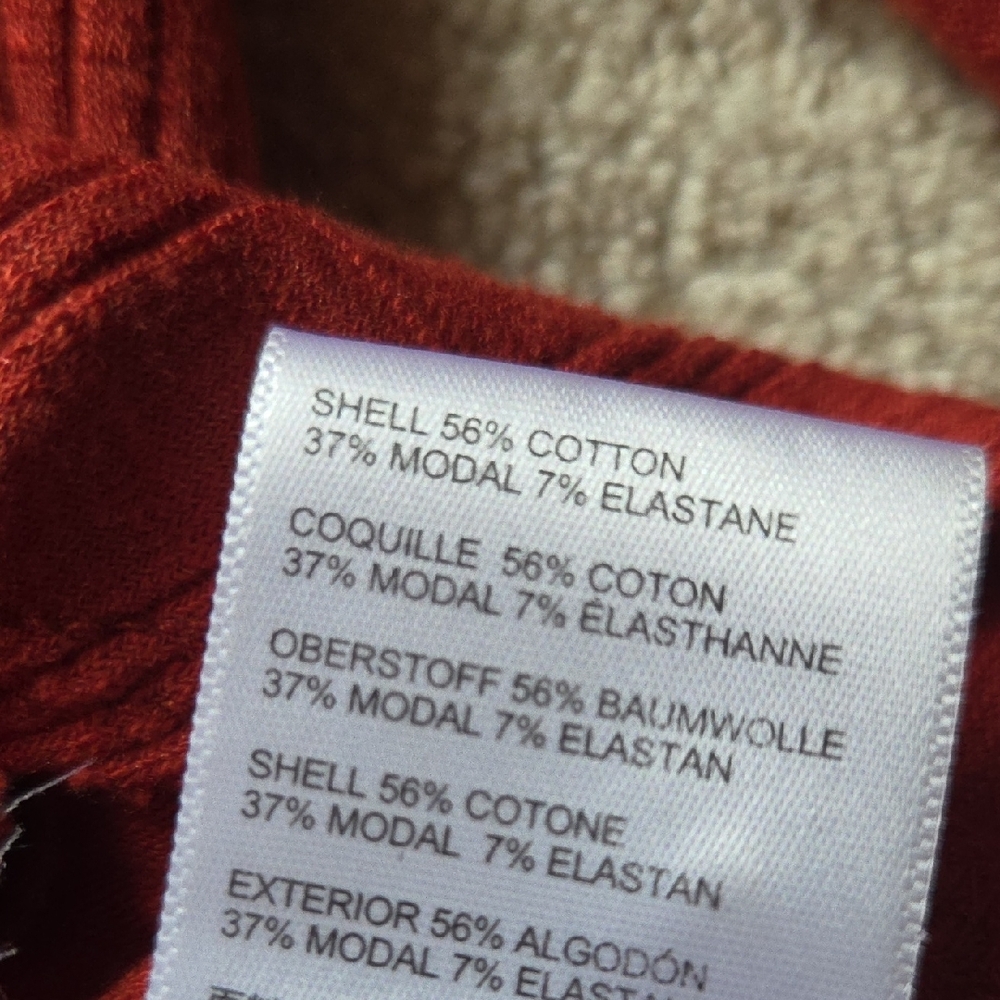 SHELL 56% COTTON
37% MODAL 7% ELASTANE
COQUILLE 56% COTON
37% MODAL 7% ÉLASTHANNE
OBERSTOFF 56% BAUMWOLLE
37% MODAL 7% ELASTAN
SHELL 56% COTONE
37% MODAL 7% ELASTAN
EXTERIOR 56% ALGODÓN
37% MODAL 7%